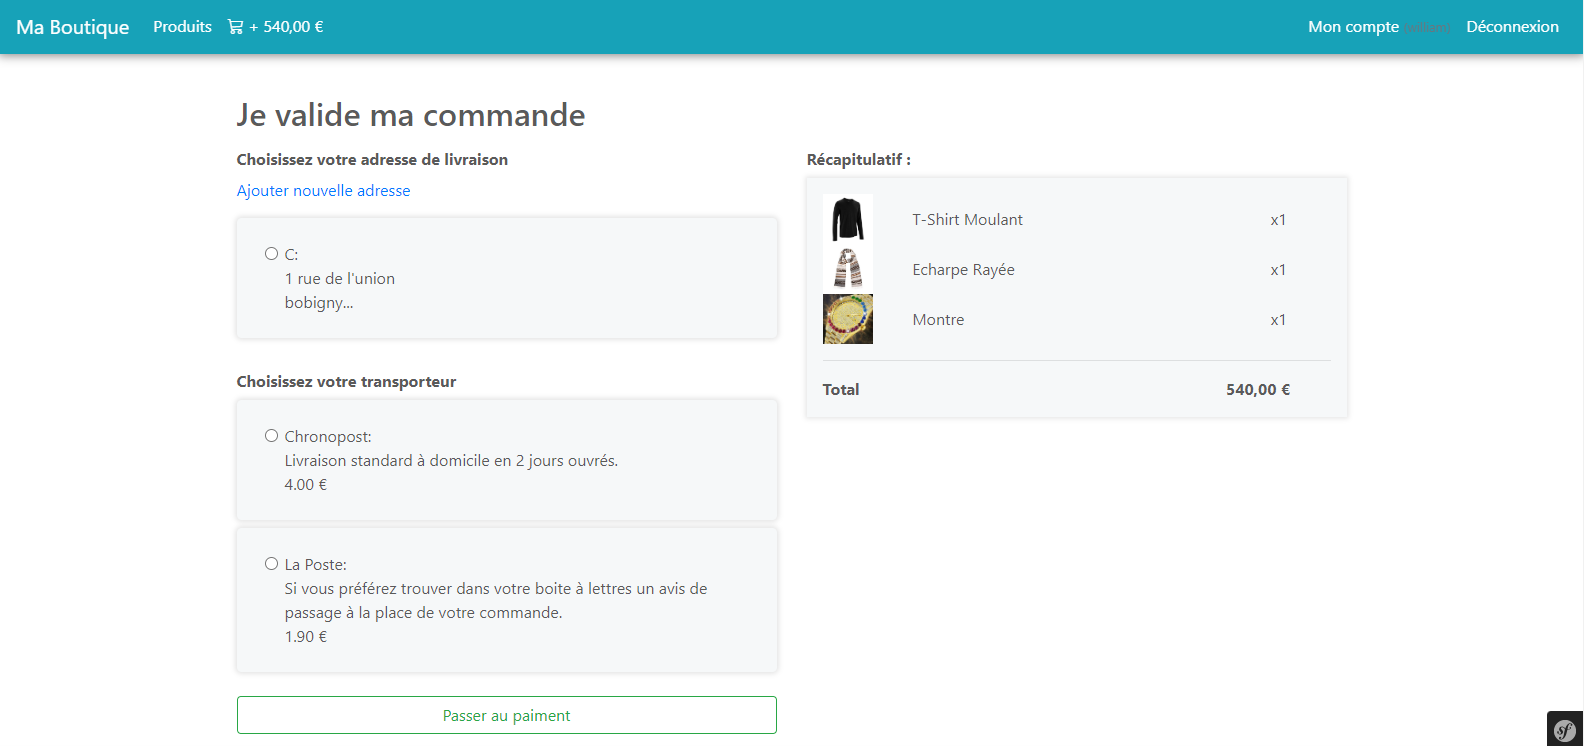 Ma Boutique
Produits
+ 540,00 €
Mon compte
Déconnexion
Je valide ma commande
Choisissez votre adresse de livraison
Ajouter nouvelle adresse
C:
1 rue de l'union
bobigny...
Choisissez votre transporteur
Chronopost:
Livraison standard à domicile en 2 jours ouvrés.
4.00 €
La Poste:
Si vous préférez trouver dans votre boite à lettres un avis de
passage à la place de votre commande.
1.90 €
Passer au paiment
Récapitulatif :
T-Shirt Moulant x1
Echarpe Rayée x1
Montre x1
Total 540,00 €
sf